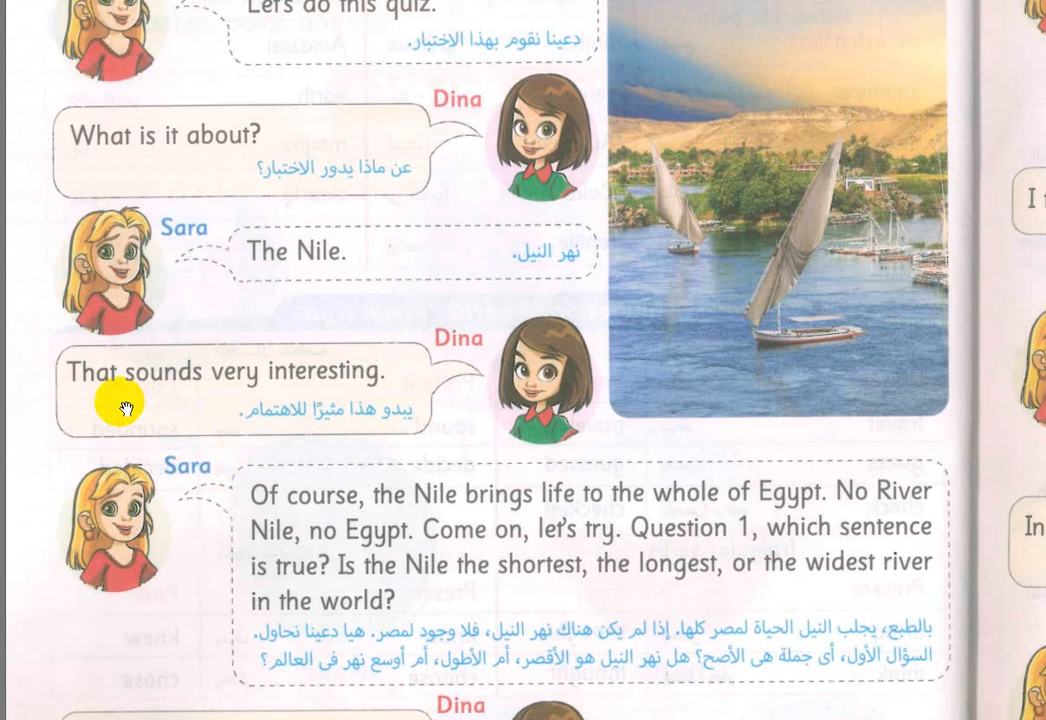 Let's do this quiz.
دعينا نقوم بهذا الاختبار.
Dina
What is it about?
عن ماذا يدور الاختبار؟
Sara
The Nile.
نهر النيل.
Dina
That sounds very interesting.
يبدو هذا مثيرًا للاهتمام.
Sara
Of course, the Nile brings life to the whole of Egypt. No River
Nile, no Egypt. Come on, let's try. Question 1, which sentence
is true? Is the Nile the shortest, the longest, or the widest river
in the world?
بالطبع، يجلب النيل الحياة لمصر كلها. إذا لم يكن هناك نهر النيل، فلا وجود لمصر. هيا دعينا نحاول.
السؤال الأول، أى جملة هى الأصح؟ هل نهر النيل هو الأقصر، أم الأطول، أم أوسع نهر فى العالم؟
Dina
I
In